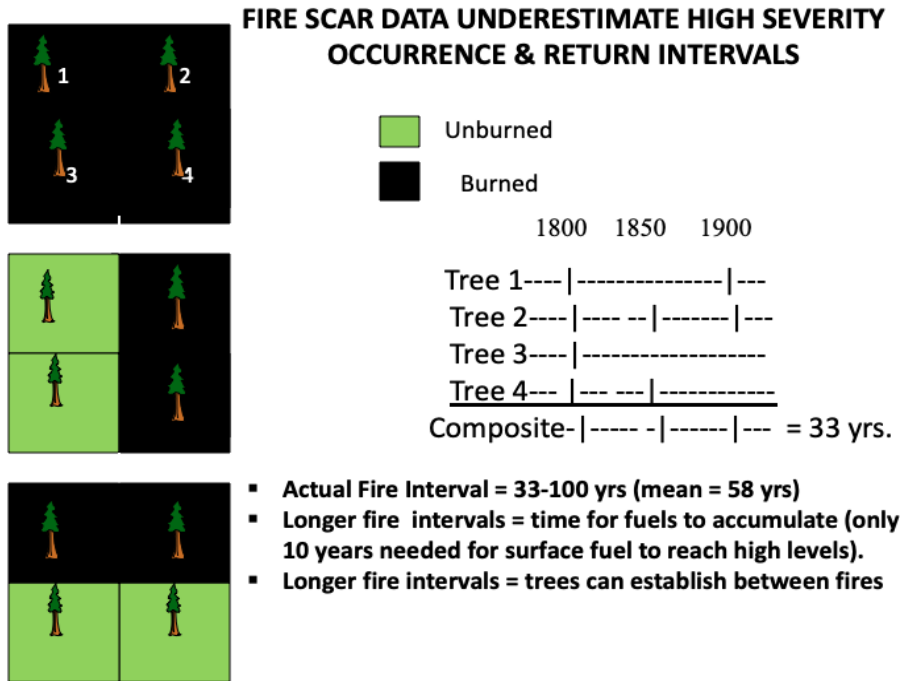 FIRE SCAR DATA UNDERESTIMATE HIGH SEVERITY
OCCURRENCE & RETURN INTERVALS
1
2
3
4
Unburned
Burned
1800 1850 1900
Tree 1----|----------------|---
Tree 2----|---- --|-------|---
Tree 3----|-------------------
Tree 4--- |--- ---|------------
Composite-|----- -|------|--- = 33 yrs.
▪ Actual Fire Interval = 33-100 yrs (mean = 58 yrs)
▪ Longer fire intervals = time for fuels to accumulate (only
10 years needed for surface fuel to reach high levels).
▪ Longer fire intervals = trees can establish between fires